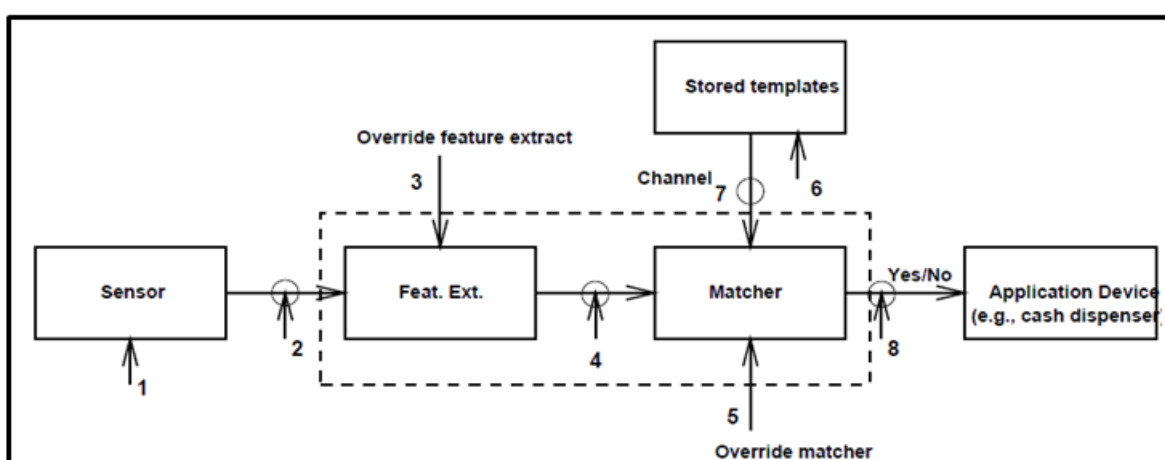 Stored templates
Override feature extract
3
Channel
7
6
Sensor
Feat. Ext.
Matcher
Yes/No
Application Device
(e.g., cash dispenser)
1
2
4
8
5
Override matcher